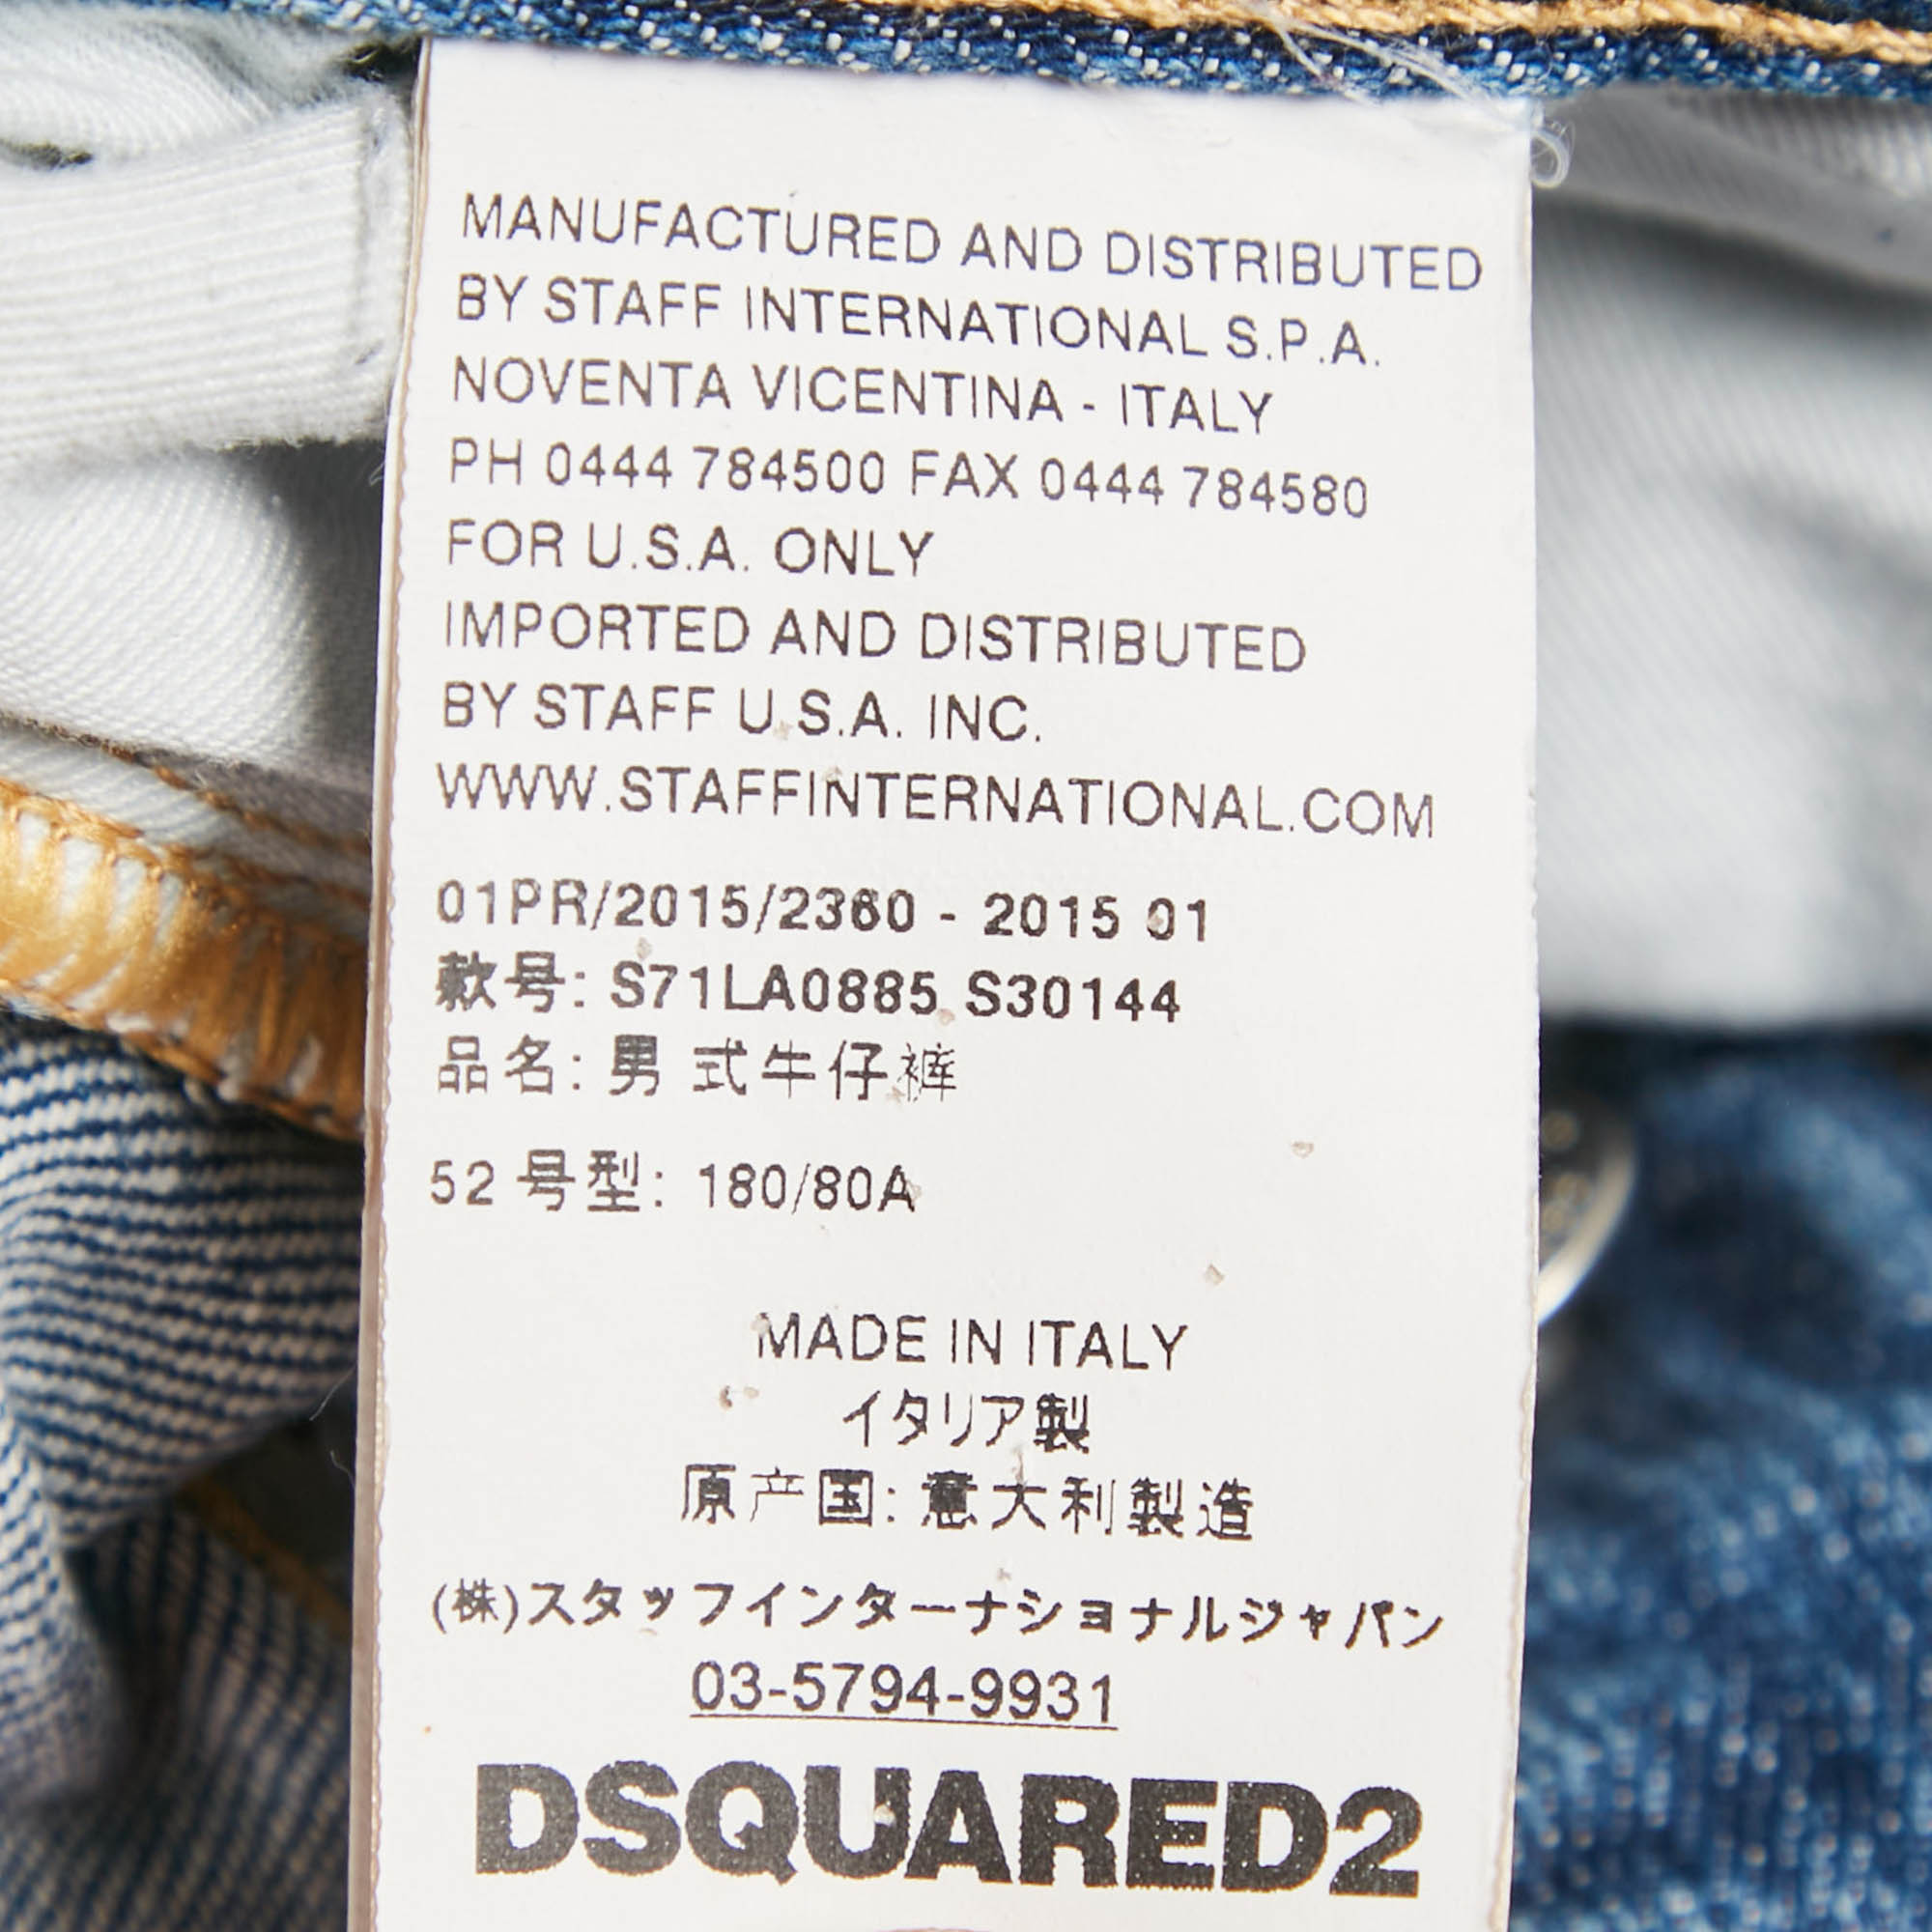 MANUFACTURED AND DISTRIBUTED
BY STAFF INTERNATIONAL S.P.A.
NOVENTA VICENTINA - ITALY
PH 0444 784500 FAX 0444 784580
FOR U.S.A. ONLY
IMPORTED AND DISTRIBUTED
BY STAFF U.S.A. INC.
WWW.STAFFINTERNATIONAL.COM
01PR/2015/2360 - 2015 01
款号: S71LA0885 S30144
品名: 男式牛仔裤
52 号型: 180/80A
MADE IN ITALY
イタリア製
原产国: 意大利製造
(株)スタッフインターナショナルジャパン
03-5794-9931
DSQUARED2